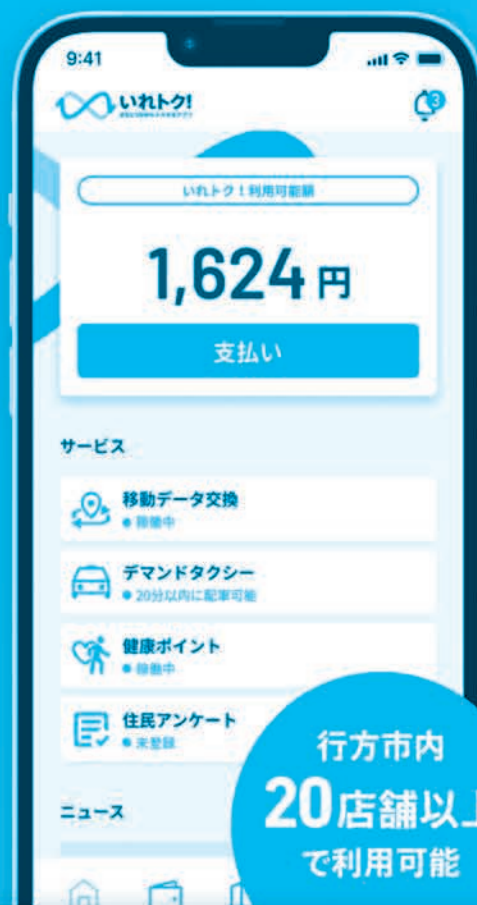 9:41
いれトク!
3
いれトク!利用可能額
1,624 円
支払い
サービス
移動データ交換
稼働中
デマンドタクシー
20分以内に配車可能
健康ポイント
稼働中
住民アンケート
未登録
ニュース
行方市内
20店舗以上
で利用可能